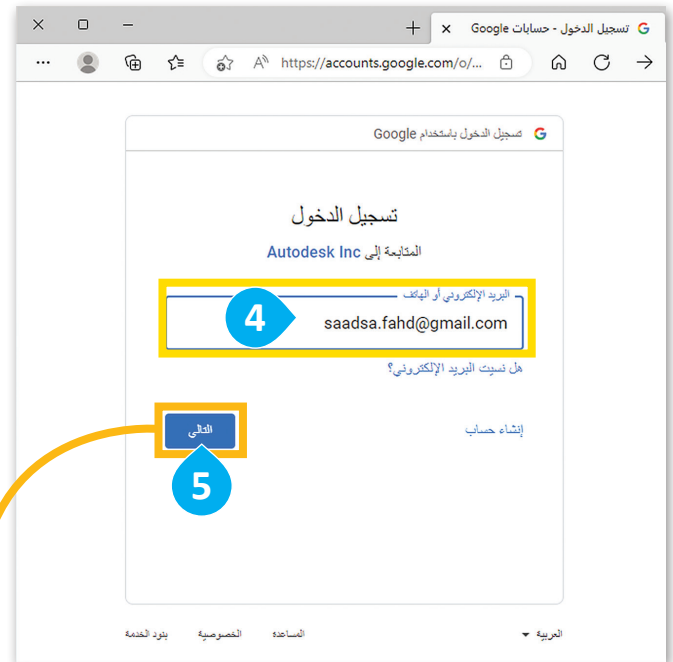 تسجيل الدخول - حسابات Google
https://accounts.google.com/o/...
تسجيل الدخول باستخدام Google
تسجيل الدخول
المتابعة إلى Autodesk Inc
البريد الإلكتروني أو الهاتف
saadsa.fahd@gmail.com
4
هل نسيت البريد الإلكتروني؟
إنشاء حساب
التالي
5
العربية
المساعدة الخصوصية بنود الخدمة